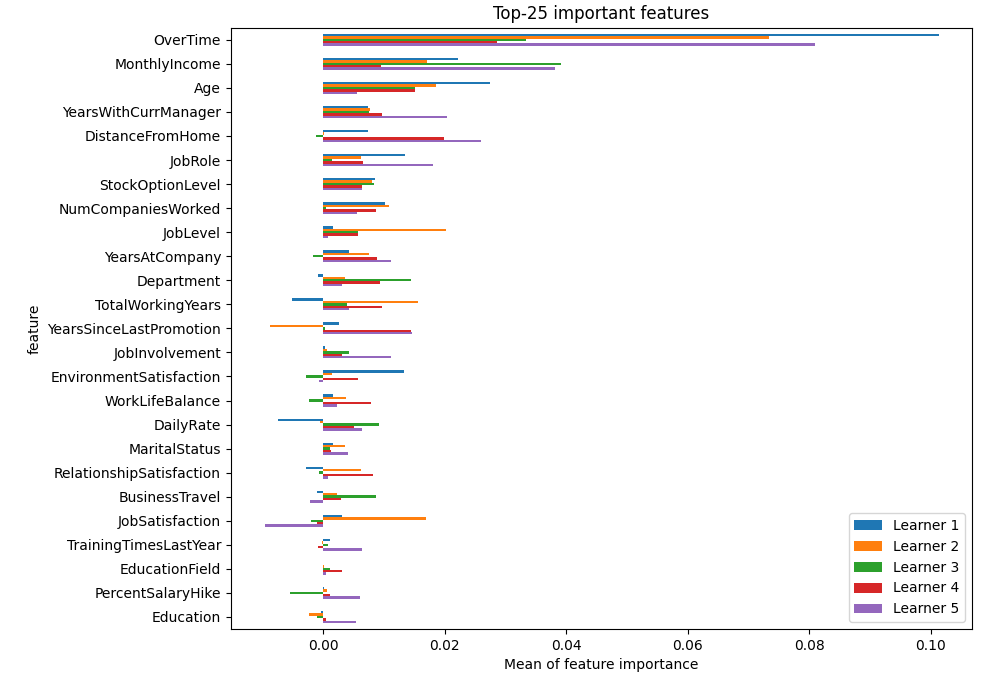 Top-25 important features
OverTime
MonthlyIncome
Age
YearsWithCurrManager
DistanceFromHome
JobRole
StockOptionLevel
NumCompaniesWorked
JobLevel
YearsAtCompany
Department
TotalWorkingYears
YearsSinceLastPromotion
JobInvolvement
EnvironmentSatisfaction
WorkLifeBalance
DailyRate
MaritalStatus
RelationshipSatisfaction
BusinessTravel
JobSatisfaction
TrainingTimesLastYear
EducationField
PercentSalaryHike
Education
feature
Learner 1
Learner 2
Learner 3
Learner 4
Learner 5
0.00 0.02 0.04 0.06 0.08 0.10
Mean of feature importance